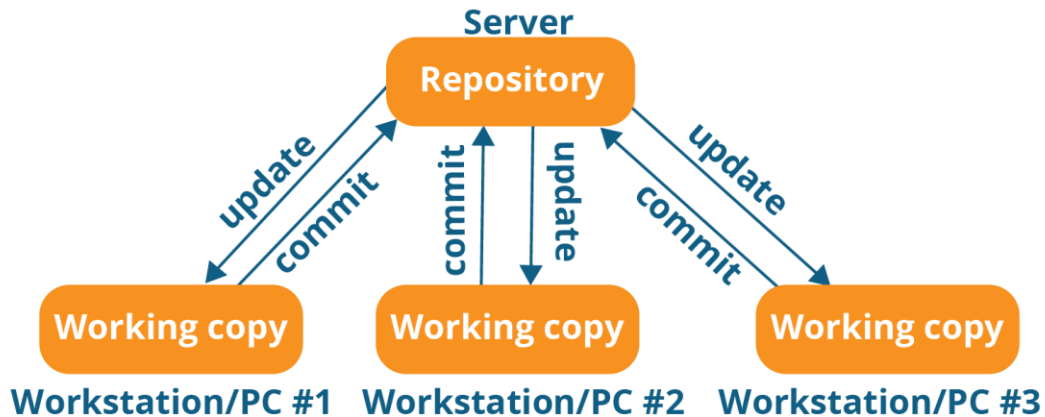 Server
Repository
update
commit
commit
update
update
commit
Working copy
Working copy
Working copy
Workstation/PC #1
Workstation/PC #2
Workstation/PC #3